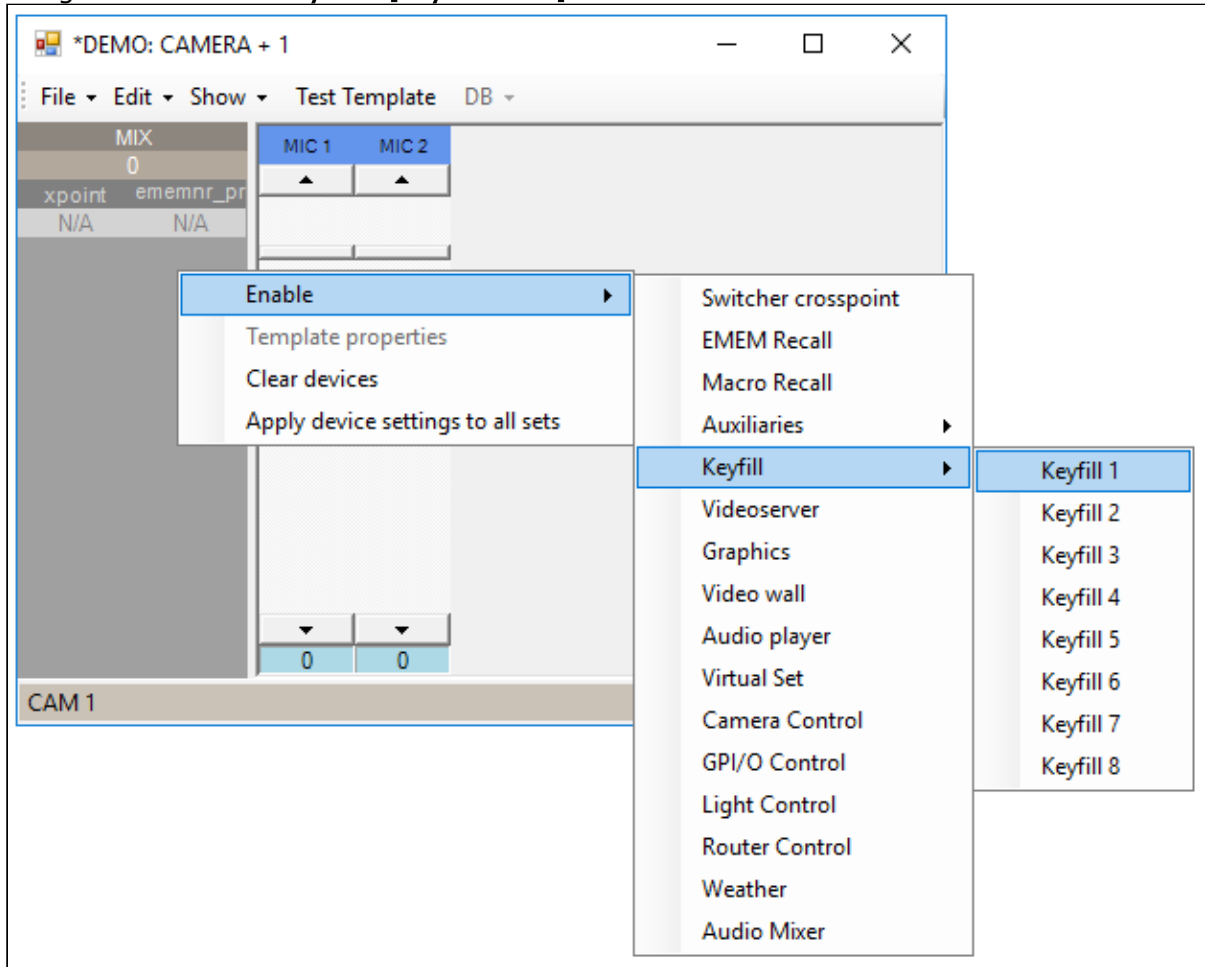 *DEMO: CAMERA + 1
File Edit Show Test Template DB
MIX
0
xpoint ememnr_pr
N/A N/A
MIC 1 MIC 2
Enable
Template properties
Clear devices
Apply device settings to all sets
Switcher crosspoint
EMEM Recall
Macro Recall
Auxiliaries
Keyfill
Videoserver
Graphics
Video wall
Audio player
Virtual Set
Camera Control
GPI/O Control
Light Control
Router Control
Weather
Audio Mixer
Keyfill 1
Keyfill 2
Keyfill 3
Keyfill 4
Keyfill 5
Keyfill 6
Keyfill 7
Keyfill 8
0 0
CAM 1